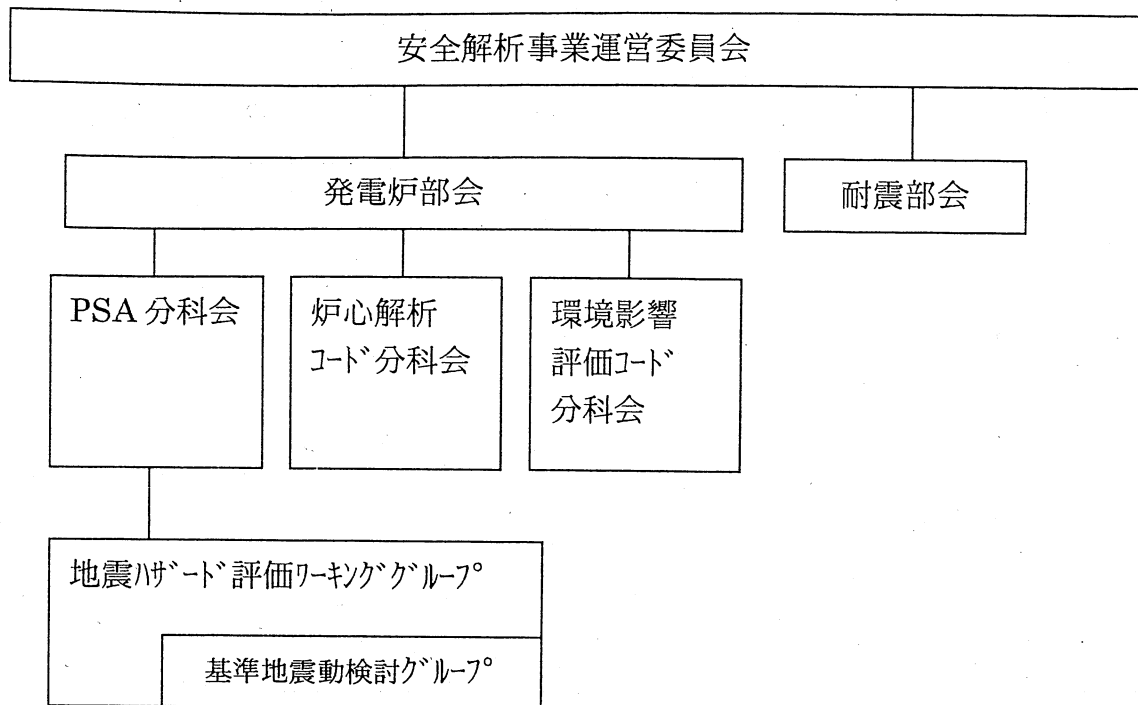 安全解析事業運営委員会
発電炉部会
耐震部会
PSA 分科会
炉心解析
ｺｰﾄﾞ分科会
環境影響
評価ｺｰﾄﾞ
分科会
地震ﾊｻﾞｰﾄﾞ評価ﾜｰｷﾝｸﾞｸﾞﾙｰﾌﾟ
基準地震動検討ｸﾞﾙｰﾌﾟ